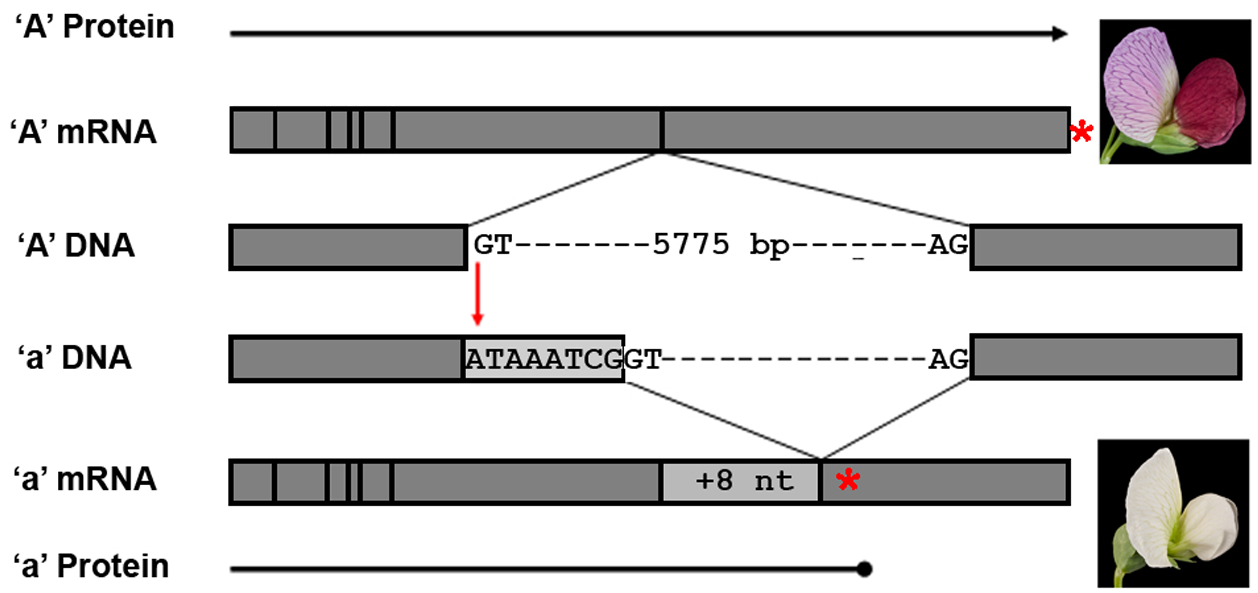 ‘A’ Protein
‘A’ mRNA *
‘A’ DNA GT-------5775 bp-------AG
‘a’ DNA ATAAATCGGT--------------AG
‘a’ mRNA +8 nt *
‘a’ Protein